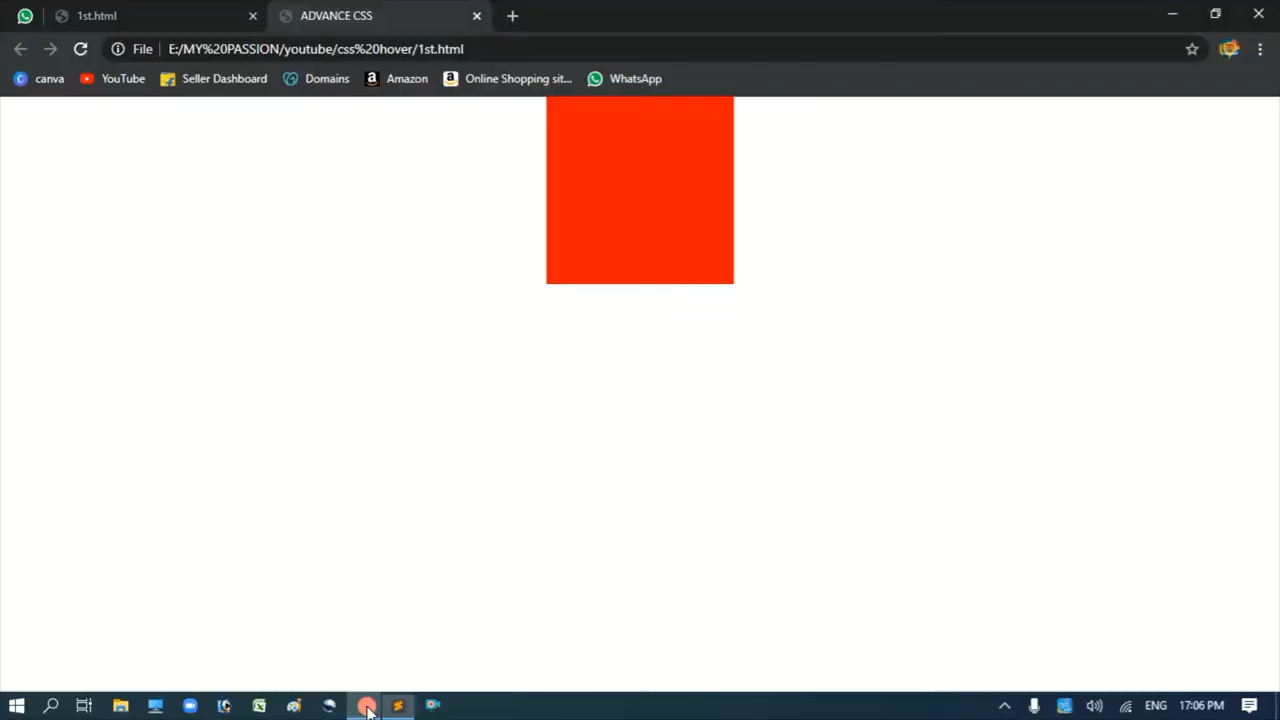 1st.html
ADVANCE CSS
File
E:/MY%20PASSION/youtube/css%20hover/1st.html
canva YouTube Seller Dashboard Domains Amazon Online Shopping sit... WhatsApp
ENG 17:06 PM